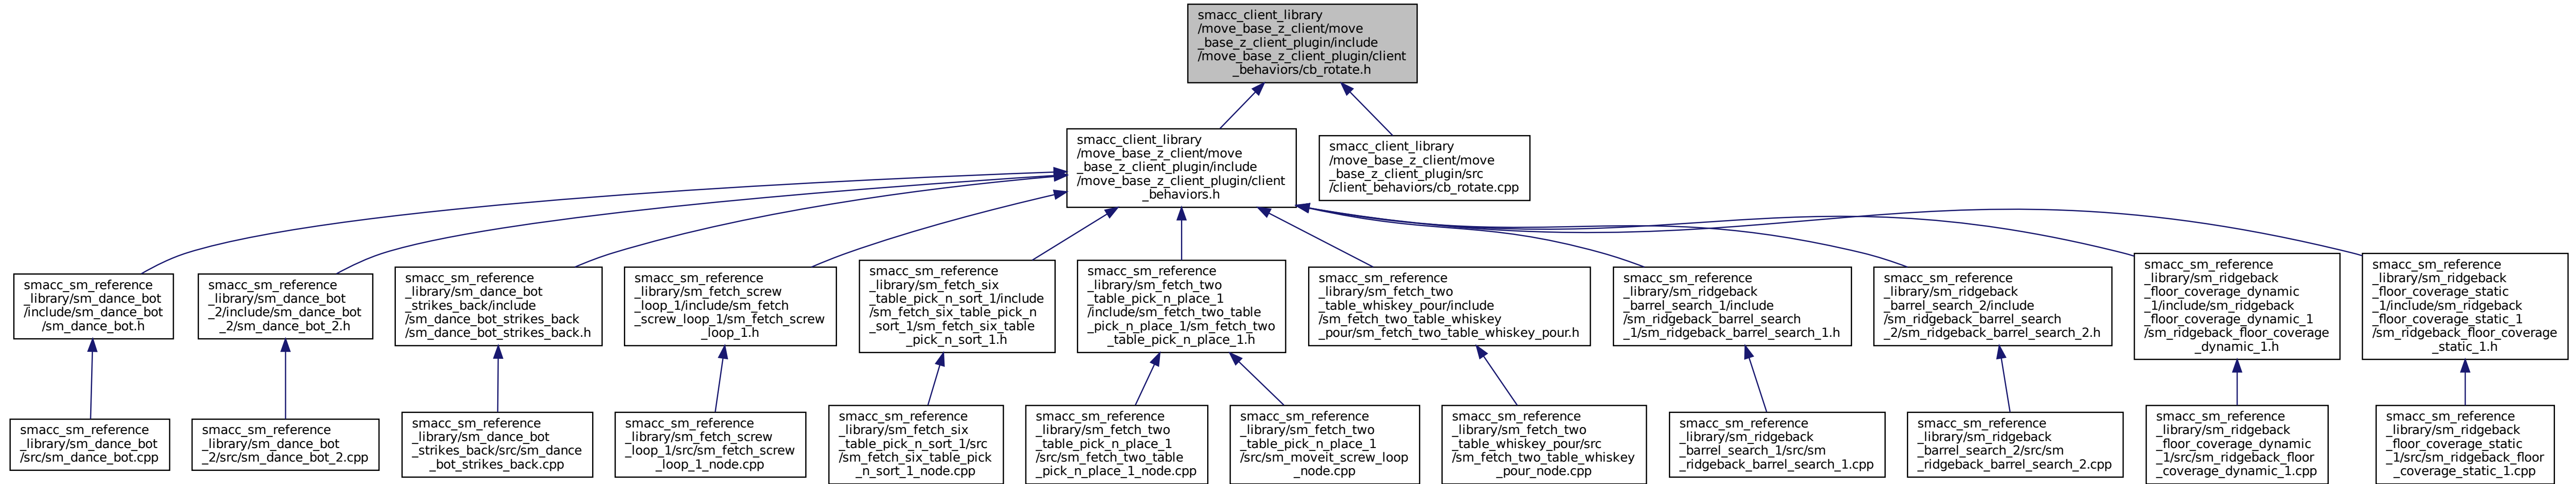 smacc_client_library
/move_base_z_client/move
_base_z_client_plugin/include
/move_base_z_client_plugin/client
_behaviors/cb_rotate.h
smacc_client_library
/move_base_z_client/move
_base_z_client_plugin/include
/move_base_z_client_plugin/client
_behaviors.h
smacc_client_library
/move_base_z_client/move
_base_z_client_plugin/src
/client_behaviors/cb_rotate.cpp
smacc_sm_reference
_library/sm_dance_bot
/include/sm_dance_bot
/sm_dance_bot.h
smacc_sm_reference
_library/sm_dance_bot
_2/include/sm_dance_bot
_2/sm_dance_bot_2.h
smacc_sm_reference
_library/sm_dance_bot
_strikes_back/include
/sm_dance_bot_strikes_back
/sm_dance_bot_strikes_back.h
smacc_sm_reference
_library/sm_fetch_screw
_loop_1/include/sm_fetch
_screw_loop_1/sm_fetch_screw
_loop_1.h
smacc_sm_reference
_library/sm_fetch_six
_table_pick_n_sort_1/include
/sm_fetch_six_table_pick_n
_sort_1/sm_fetch_six_table
_pick_n_sort_1.h
smacc_sm_reference
_library/sm_fetch_two
_table_pick_n_place_1
/include/sm_fetch_two_table
_pick_n_place_1/sm_fetch_two
_table_pick_n_place_1.h
smacc_sm_reference
_library/sm_fetch_two
_table_whiskey_pour/include
/sm_fetch_two_table_whiskey
_pour/sm_fetch_two_table_whiskey_pour.h
smacc_sm_reference
_library/sm_ridgeback
_barrel_search_1/include
/sm_ridgeback_barrel_search
_1/sm_ridgeback_barrel_search_1.h
smacc_sm_reference
_library/sm_ridgeback
_barrel_search_2/include
/sm_ridgeback_barrel_search
_2/sm_ridgeback_barrel_search_2.h
smacc_sm_reference
_library/sm_ridgeback
_floor_coverage_dynamic
_1/include/sm_ridgeback
_floor_coverage_dynamic_1
/sm_ridgeback_floor_coverage
_dynamic_1.h
smacc_sm_reference
_library/sm_ridgeback
_floor_coverage_static
_1/include/sm_ridgeback
_floor_coverage_static_1
/sm_ridgeback_floor_coverage
_static_1.h
smacc_sm_reference
_library/sm_dance_bot
/src/sm_dance_bot.cpp
smacc_sm_reference
_library/sm_dance_bot
_2/src/sm_dance_bot_2.cpp
smacc_sm_reference
_library/sm_dance_bot
_strikes_back/src/sm_dance
_bot_strikes_back.cpp
smacc_sm_reference
_library/sm_fetch_screw
_loop_1/src/sm_fetch_screw
_loop_1_node.cpp
smacc_sm_reference
_library/sm_fetch_six
_table_pick_n_sort_1/src
/sm_fetch_six_table_pick
_n_sort_1_node.cpp
smacc_sm_reference
_library/sm_fetch_two
_table_pick_n_place_1
/src/sm_fetch_two_table
_pick_n_place_1_node.cpp
smacc_sm_reference
_library/sm_fetch_two
_table_pick_n_place_1
/src/sm_moveit_screw_loop
_node.cpp
smacc_sm_reference
_library/sm_fetch_two
_table_whiskey_pour/src
/sm_fetch_two_table_whiskey
_pour_node.cpp
smacc_sm_reference
_library/sm_ridgeback
_barrel_search_1/src/sm
_ridgeback_barrel_search_1.cpp
smacc_sm_reference
_library/sm_ridgeback
_barrel_search_2/src/sm
_ridgeback_barrel_search_2.cpp
smacc_sm_reference
_library/sm_ridgeback
_floor_coverage_dynamic
_1/src/sm_ridgeback_floor
_coverage_dynamic_1.cpp
smacc_sm_reference
_library/sm_ridgeback
_floor_coverage_static
_1/src/sm_ridgeback_floor
_coverage_static_1.cpp